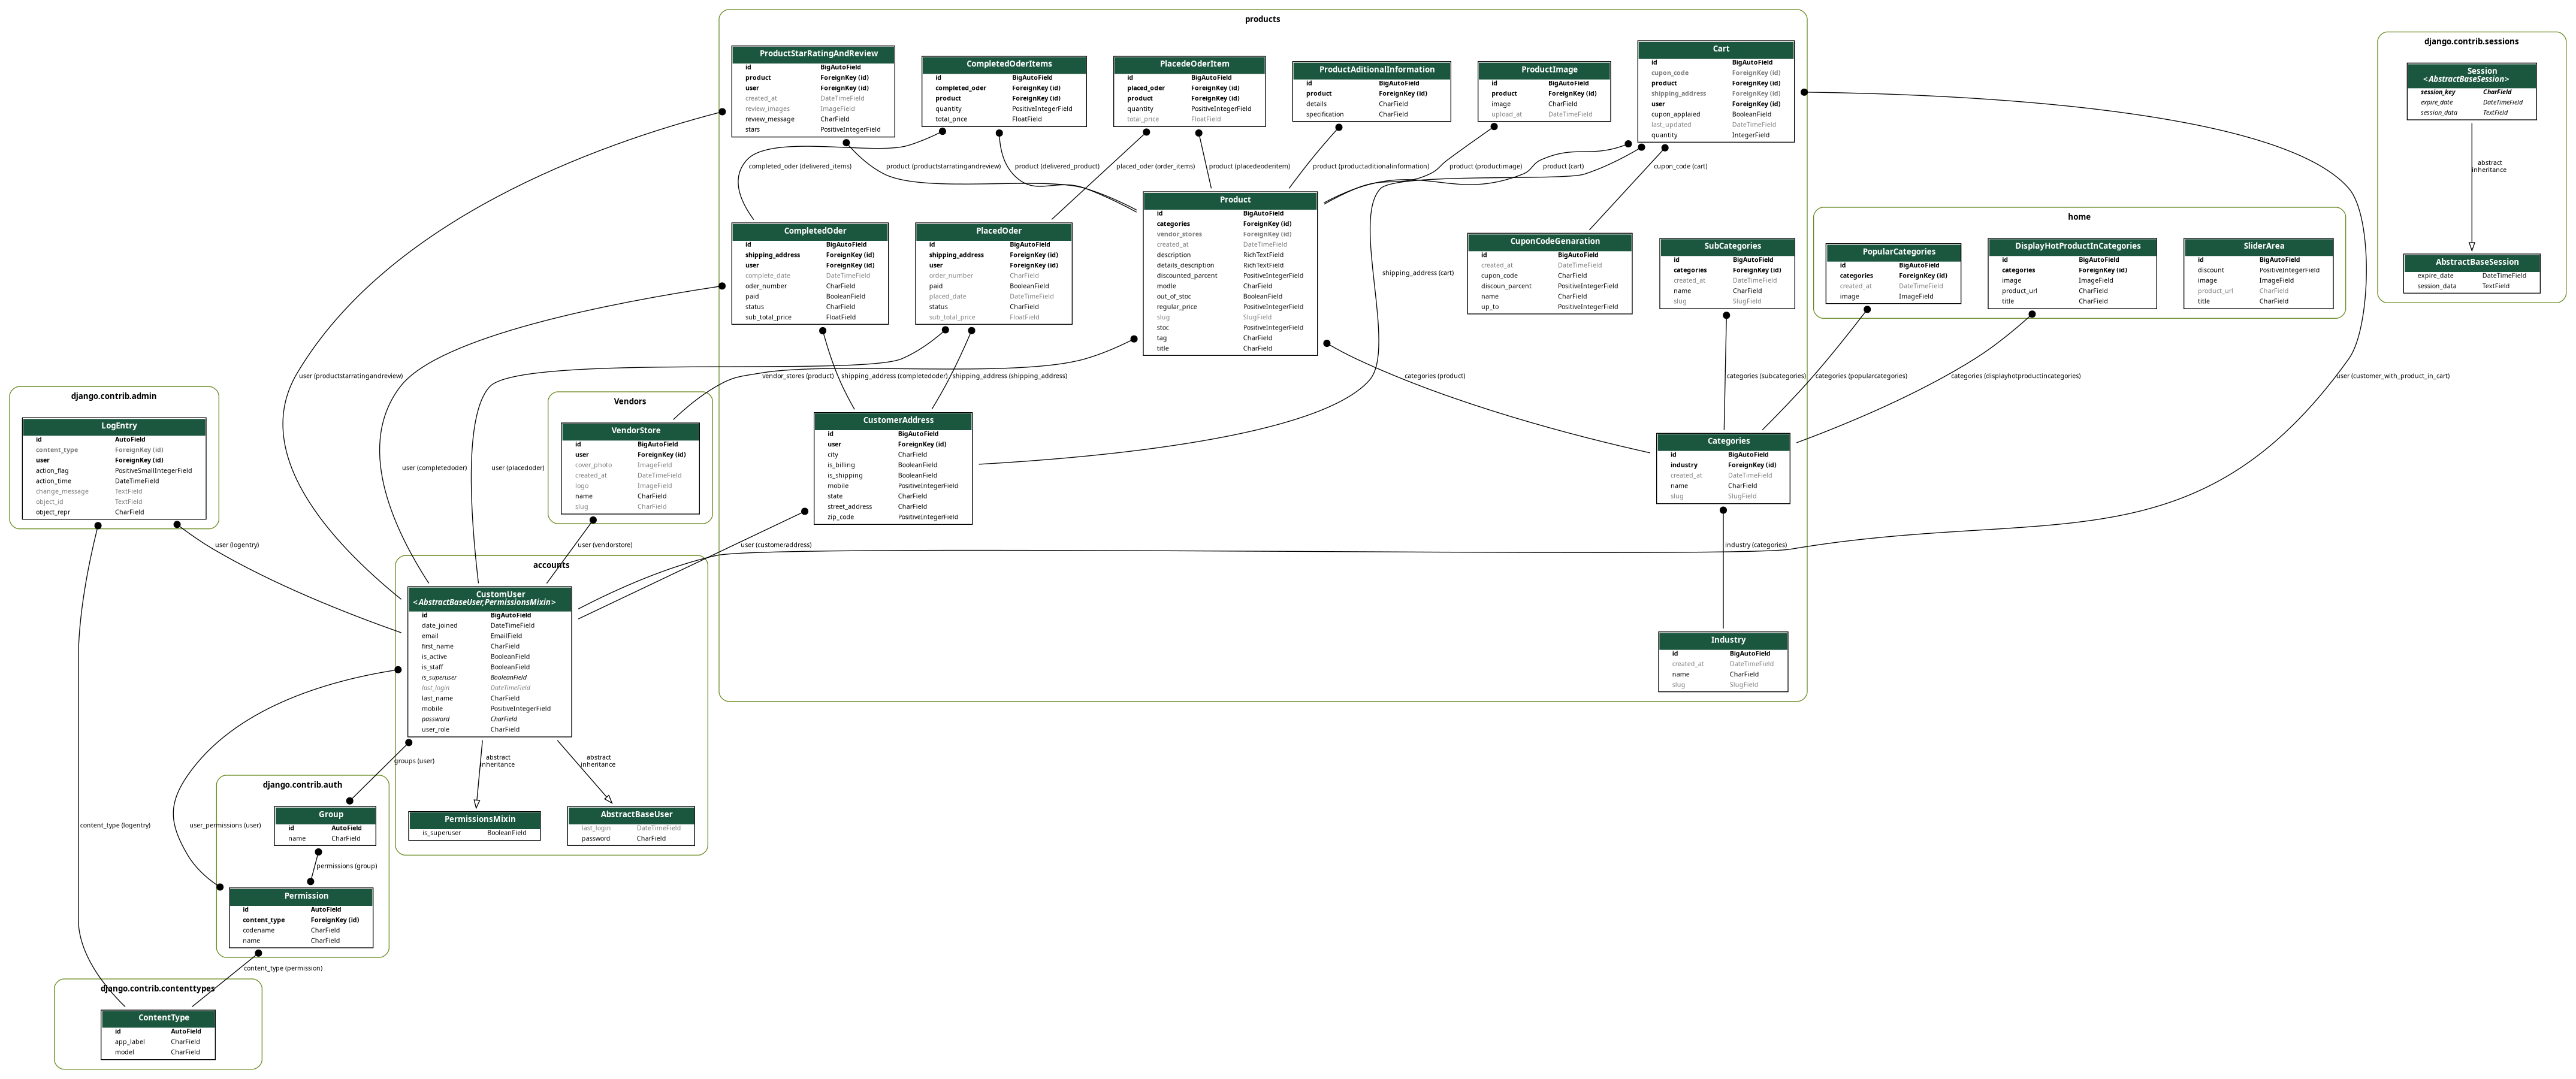 products
ProductStarRatingAndReview
id BigAutoField
product ForeignKey (id)
user ForeignKey (id)
created_at DateTimeField
review_images ImageField
review_message CharField
stars PositiveIntegerField
CompletedOderItems
id BigAutoField
completed_oder ForeignKey (id)
product ForeignKey (id)
quantity PositiveIntegerField
total_price FloatField
PlacedeOderItem
id BigAutoField
placed_oder ForeignKey (id)
product ForeignKey (id)
quantity PositiveIntegerField
total_price FloatField
ProductAditionalInformation
id BigAutoField
product ForeignKey (id)
details CharField
specification CharField
ProductImage
id BigAutoField
product ForeignKey (id)
image CharField
upload_at DateTimeField
Cart
id BigAutoField
cupon_code ForeignKey (id)
product ForeignKey (id)
shipping_address ForeignKey (id)
user ForeignKey (id)
cupon_applaied BooleanField
last_updated DateTimeField
quantity IntegerField
django.contrib.sessions
Session
<AbstractBaseSession>
session_key CharField
expire_date DateTimeField
session_data TextField
abstract
inheritance
AbstractBaseSession
expire_date DateTimeField
session_data TextField
completed_oder (delivered_items)
product (productstarratingandreview)
product (delivered_product)
placed_oder (order_items)
product (placedeoderitem)
product (productaditionalinformation)
product (productimage)
product (cart)
cupon_code (cart)
CompletedOder
id BigAutoField
shipping_address ForeignKey (id)
user ForeignKey (id)
complete_date DateTimeField
oder_number CharField
paid BooleanField
status CharField
sub_total_price FloatField
PlacedOder
id BigAutoField
shipping_address ForeignKey (id)
user ForeignKey (id)
order_number CharField
paid BooleanField
placed_date DateTimeField
status CharField
sub_total_price FloatField
Product
id BigAutoField
categories ForeignKey (id)
vendor_stores ForeignKey (id)
created_at DateTimeField
description RichTextField
details_description RichTextField
discounted_parcent PositiveIntegerField
modle CharField
out_of_stoc BooleanField
regular_price PositiveIntegerField
slug SlugField
stoc PositiveIntegerField
tag CharField
title CharField
shipping_address (cart)
CuponCodeGenaration
id BigAutoField
created_at DateTimeField
cupon_code CharField
discoun_parcent PositiveIntegerField
name CharField
up_to PositiveIntegerField
SubCategories
id BigAutoField
categories ForeignKey (id)
created_at DateTimeField
name CharField
slug SlugField
home
PopularCategories
id BigAutoField
categories ForeignKey (id)
created_at DateTimeField
image ImageField
DisplayHotProductInCategories
id BigAutoField
categories ForeignKey (id)
image ImageField
product_url CharField
title CharField
SliderArea
id BigAutoField
discount PositiveIntegerField
image ImageField
product_url CharField
title CharField
user (productstarratingandreview)
vendor_stores (product)
shipping_address (completedoder)
shipping_address (shipping_address)
categories (product)
categories (subcategories)
categories (popularcategories)
categories (displayhotproductincategories)
user (customer_with_product_in_cart)
django.contrib.admin
LogEntry
id AutoField
content_type ForeignKey (id)
user ForeignKey (id)
action_flag PositiveSmallIntegerField
action_time DateTimeField
change_message TextField
object_id TextField
object_repr CharField
user (completedoder)
user (placedoder)
Vendors
VendorStore
id BigAutoField
user ForeignKey (id)
cover_photo ImageField
created_at DateTimeField
logo ImageField
name CharField
slug CharField
CustomerAddress
id BigAutoField
user ForeignKey (id)
city CharField
is_billing BooleanField
is_shipping BooleanField
mobile PositiveIntegerField
state CharField
street_address CharField
zip_code PositiveIntegerField
Categories
id BigAutoField
industry ForeignKey (id)
created_at DateTimeField
name CharField
slug SlugField
user (logentry)
user (vendorstore)
user (customeraddress)
industry (categories)
accounts
CustomUser
<AbstractBaseUser,PermissionsMixin>
id BigAutoField
date_joined DateTimeField
email EmailField
first_name CharField
is_active BooleanField
is_staff BooleanField
is_superuser BooleanField
last_login DateTimeField
last_name CharField
mobile PositiveIntegerField
password CharField
user_role CharField
Industry
id BigAutoField
created_at DateTimeField
name CharField
slug SlugField
groups (user)
abstract
inheritance
abstract
inheritance
django.contrib.auth
Group
id AutoField
name CharField
PermissionsMixin
is_superuser BooleanField
AbstractBaseUser
last_login DateTimeField
password CharField
content_type (logentry)
user_permissions (user)
permissions (group)
Permission
id AutoField
content_type ForeignKey (id)
codename CharField
name CharField
content_type (permission)
django.contrib.contenttypes
ContentType
id AutoField
app_label CharField
model CharField